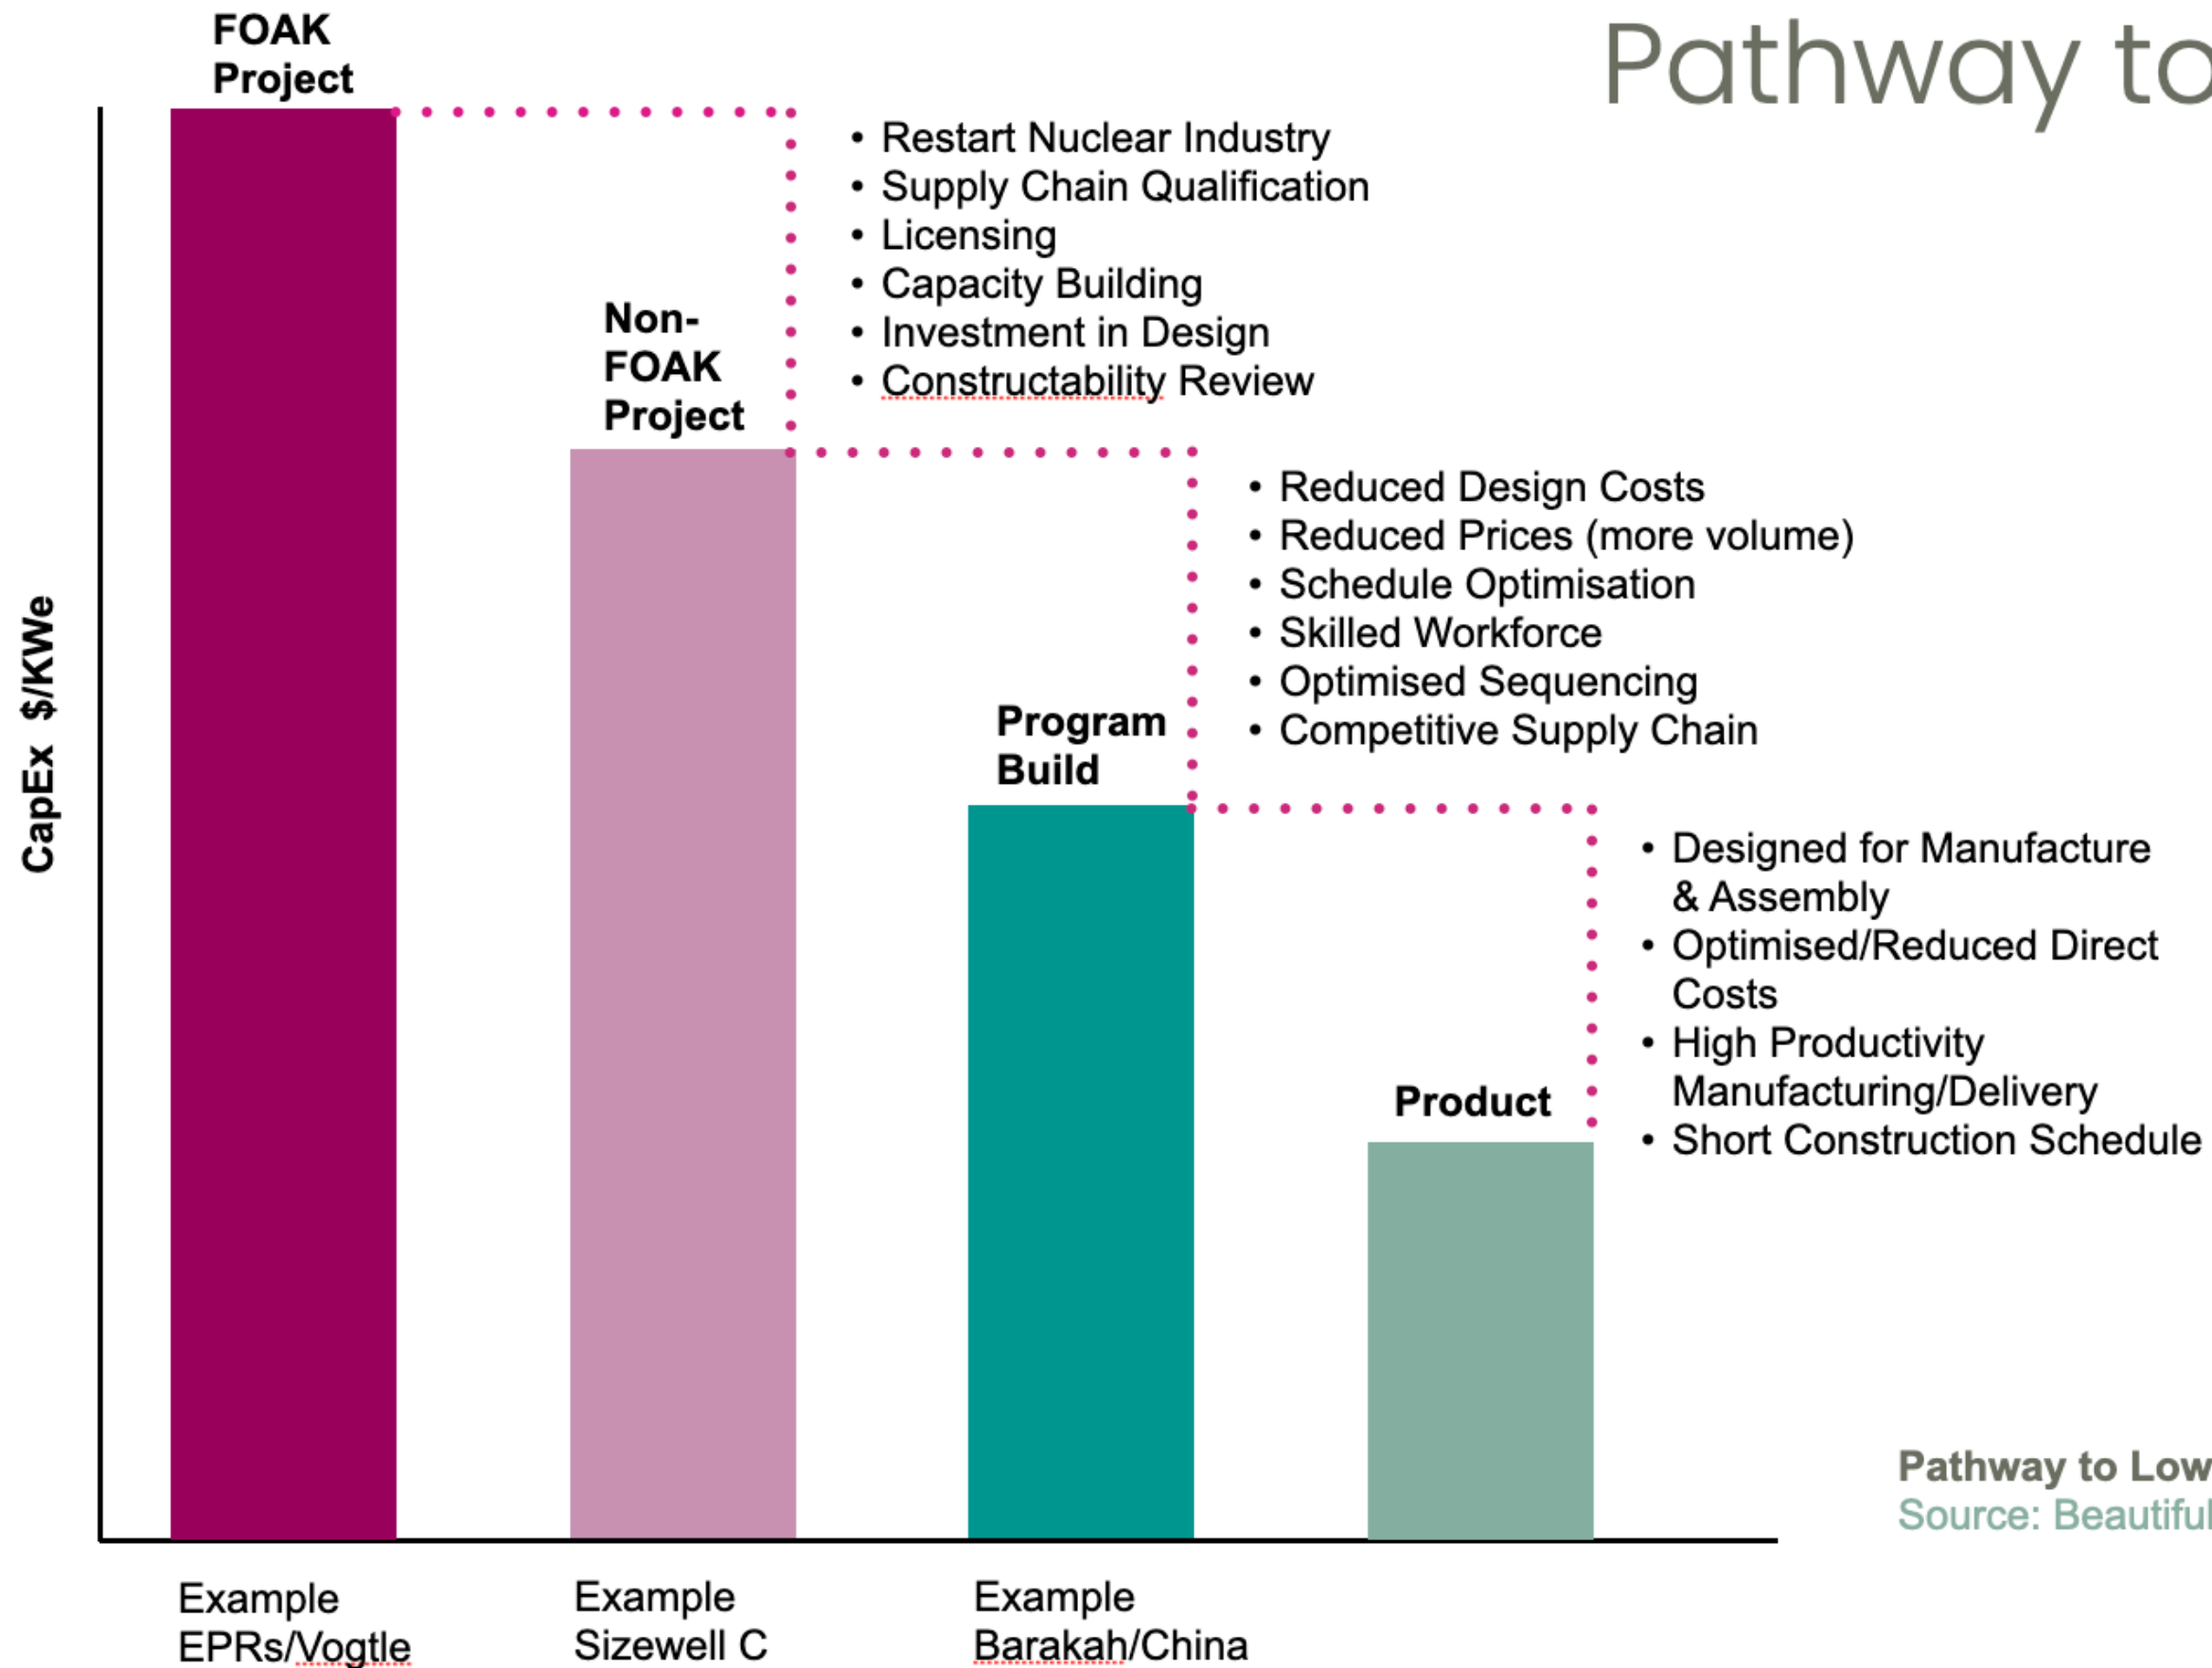 FOAK
Project
Pathway to
• Restart Nuclear Industry
• Supply Chain Qualification
• Licensing
• Capacity Building
• Investment in Design
• Constructability Review
Non-
FOAK
Project
• Reduced Design Costs
• Reduced Prices (more volume)
• Schedule Optimisation
• Skilled Workforce
• Optimised Sequencing
• Competitive Supply Chain
CapEx $/KWe
Program
Build
• Designed for Manufacture
& Assembly
• Optimised/Reduced Direct
Costs
• High Productivity
Manufacturing/Delivery
• Short Construction Schedule
Product
Pathway to Low
Source: Beautiful
Example
EPRs/Vogtle
Example
Sizewell C
Example
Barakah/China